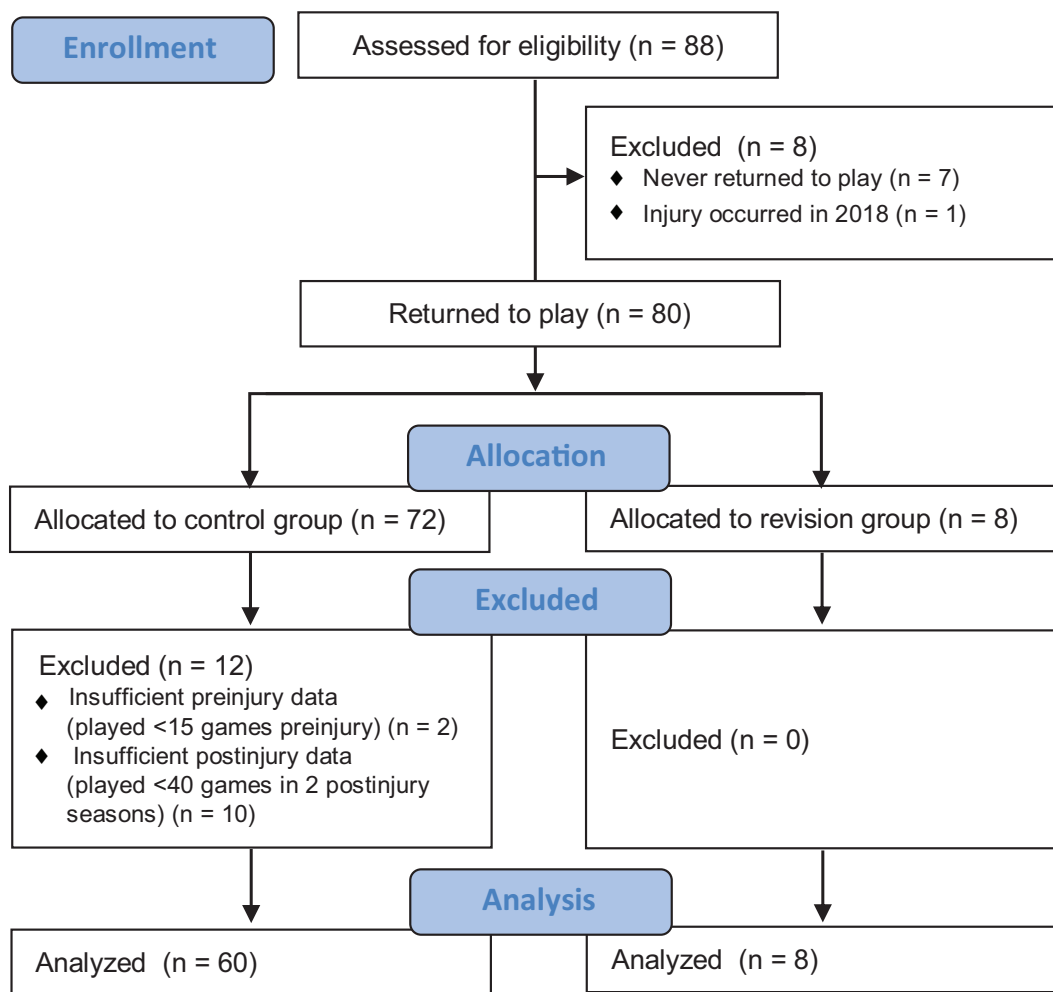 Enrollment
Assessed for eligibility (n = 88)
Excluded (n = 8)
♦ Never returned to play (n = 7)
♦ Injury occurred in 2018 (n = 1)
Returned to play (n = 80)
Allocation
Allocated to control group (n = 72)
Allocated to revision group (n = 8)
Excluded
Excluded (n = 12)
♦ Insufficient preinjury data
(played <15 games preinjury) (n = 2)
♦ Insufficient postinjury data
(played <40 games in 2 postinjury
seasons) (n = 10)
Excluded (n = 0)
Analysis
Analyzed (n = 60)
Analyzed (n = 8)